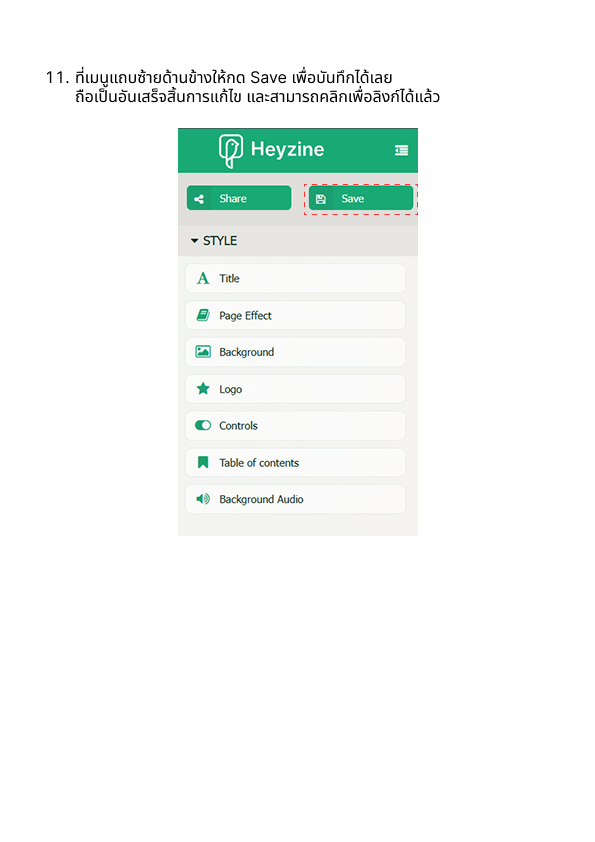 11. ที่เมนูแถบซ้ายด้านข้างให้กด Save เพื่อบันทึกได้เลย
ถือเป็นอันเสร็จสิ้นการแก้ไข และสามารถคลิกเพื่อลิงก์ได้แล้ว
Heyzine
Share
Save
STYLE
Title
Page Effect
Background
Logo
Controls
Table of contents
Background Audio